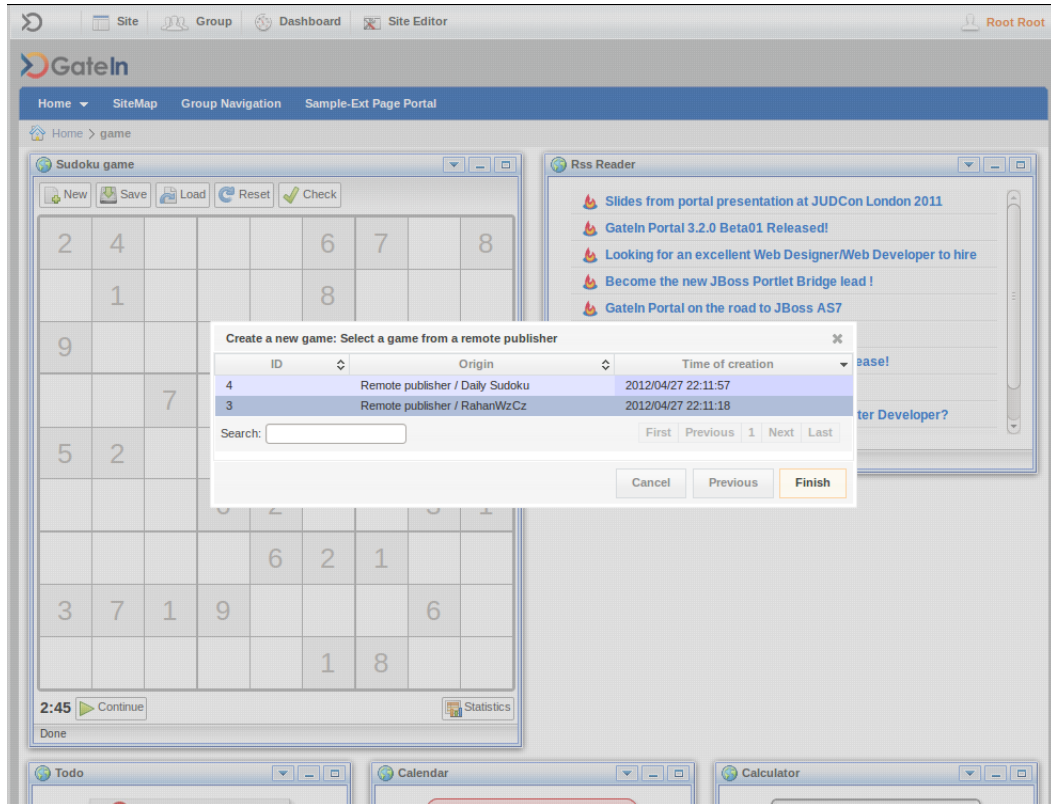 Site Group Dashboard Site Editor Root Root
GateIn
Home SiteMap Group Navigation Sample-Ext Page Portal
Home > game
Sudoku game
New Save Load Reset Check
2 4 6 7 8
1 8
9
7
5 2
6 2 1
3 7 1 9 6
1 8
2:45 Continue Statistics
Done
Rss Reader
Slides from portal presentation at JUDCon London 2011
GateIn Portal 3.2.0 Beta01 Released!
Looking for an excellent Web Designer/Web Developer to hire
Become the new JBoss Portlet Bridge lead !
GateIn Portal on the road to JBoss AS7
ease!
ter Developer?
Create a new game: Select a game from a remote publisher
ID Origin Time of creation
4 Remote publisher / Daily Sudoku 2012/04/27 22:11:57
3 Remote publisher / RahanWzCz 2012/04/27 22:11:18
Search: First Previous 1 Next Last
Cancel Previous Finish
Todo Calendar Calculator